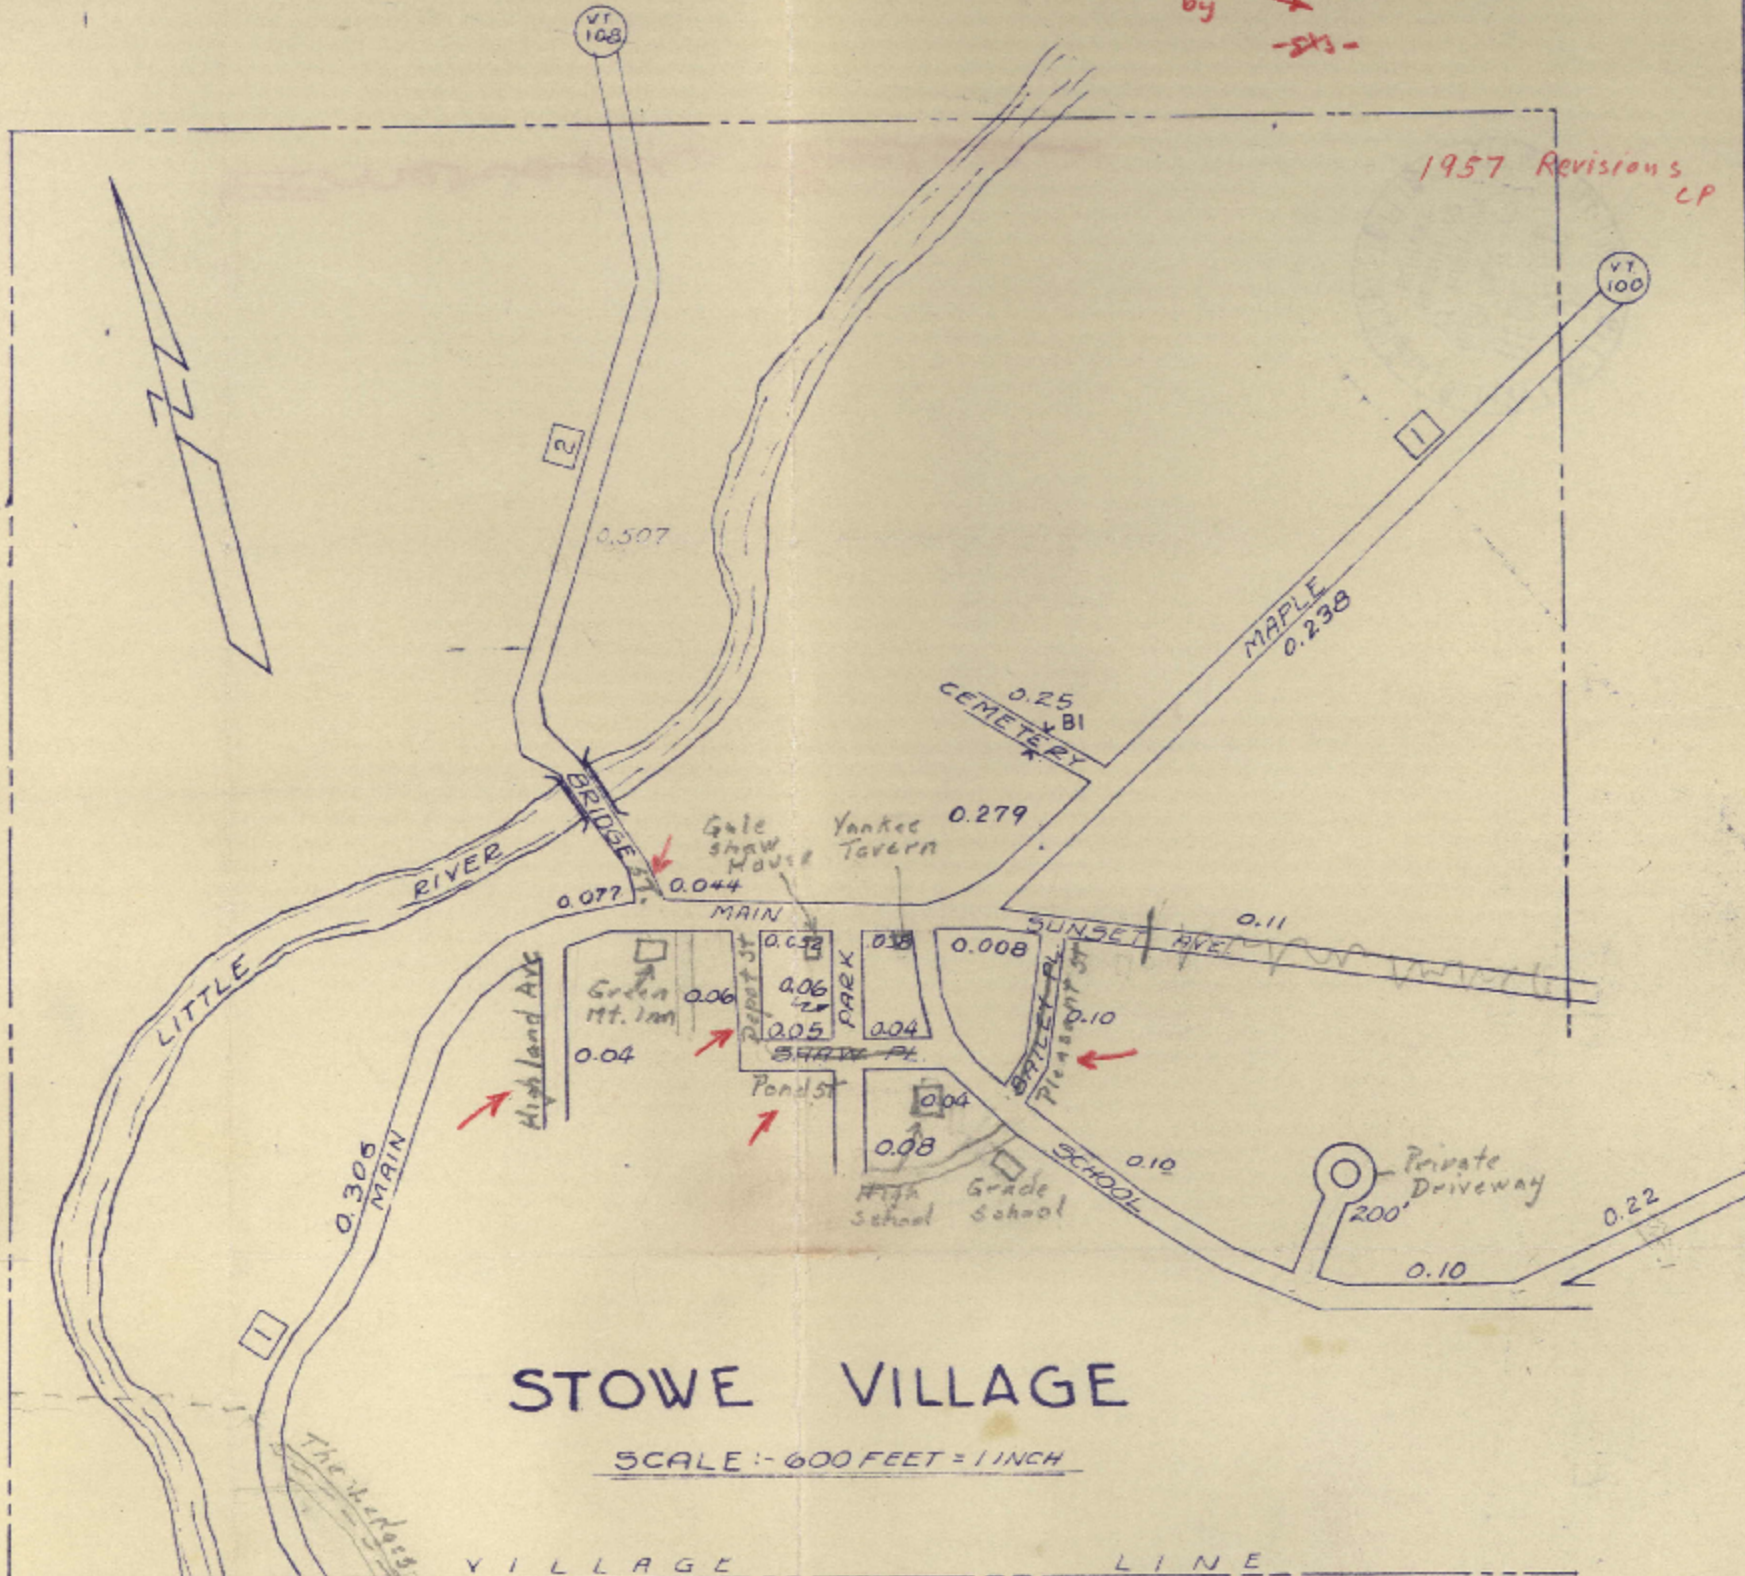 by
VT
108
1957 Revisions
CP
VT.
100
2
1
0.507
MAPLE
0.238
0.25
CEMETERY
B1
0.279
BRIDGE ST.
Gale
Shaw
House
Yankee
Tavern
RIVER
0.077
0.044
MAIN
SUNSET AVE
0.11
0.008
LITTLE
Highland Ave
Green
Mt. Inn
0.06
Depot St
0.06
PARK
0.05
0.04
SHAW PL.
BAILEY PL
Pleasant St
0.10
0.04
Pond St
0.04
0.08
High
School
Grade
School
SCHOOL
0.10
Private
Driveway
200'
0.22
0.10
MAIN
1
STOWE VILLAGE
SCALE:- 600 FEET = 1 INCH
VILLAGE LINE